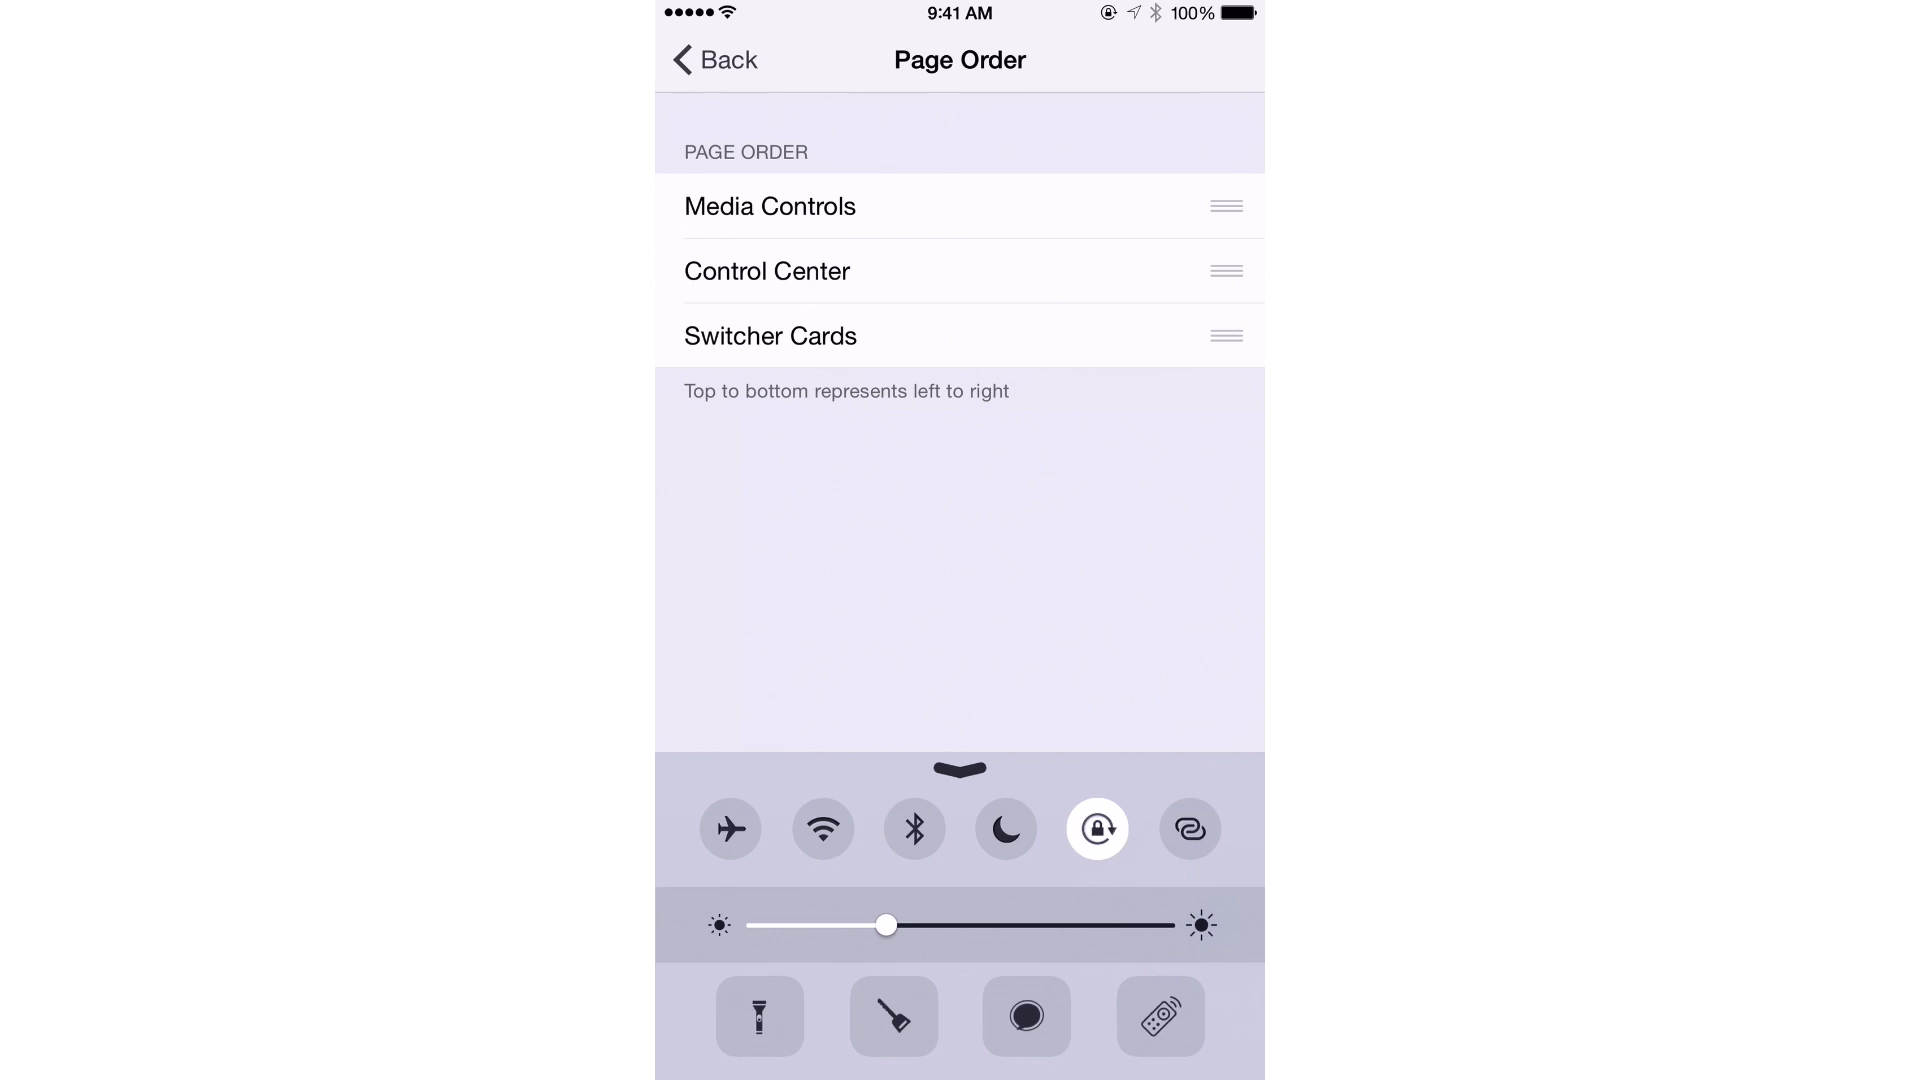 9:41 AM
100%
Back
Page Order
PAGE ORDER
Media Controls
Control Center
Switcher Cards
Top to bottom represents left to right